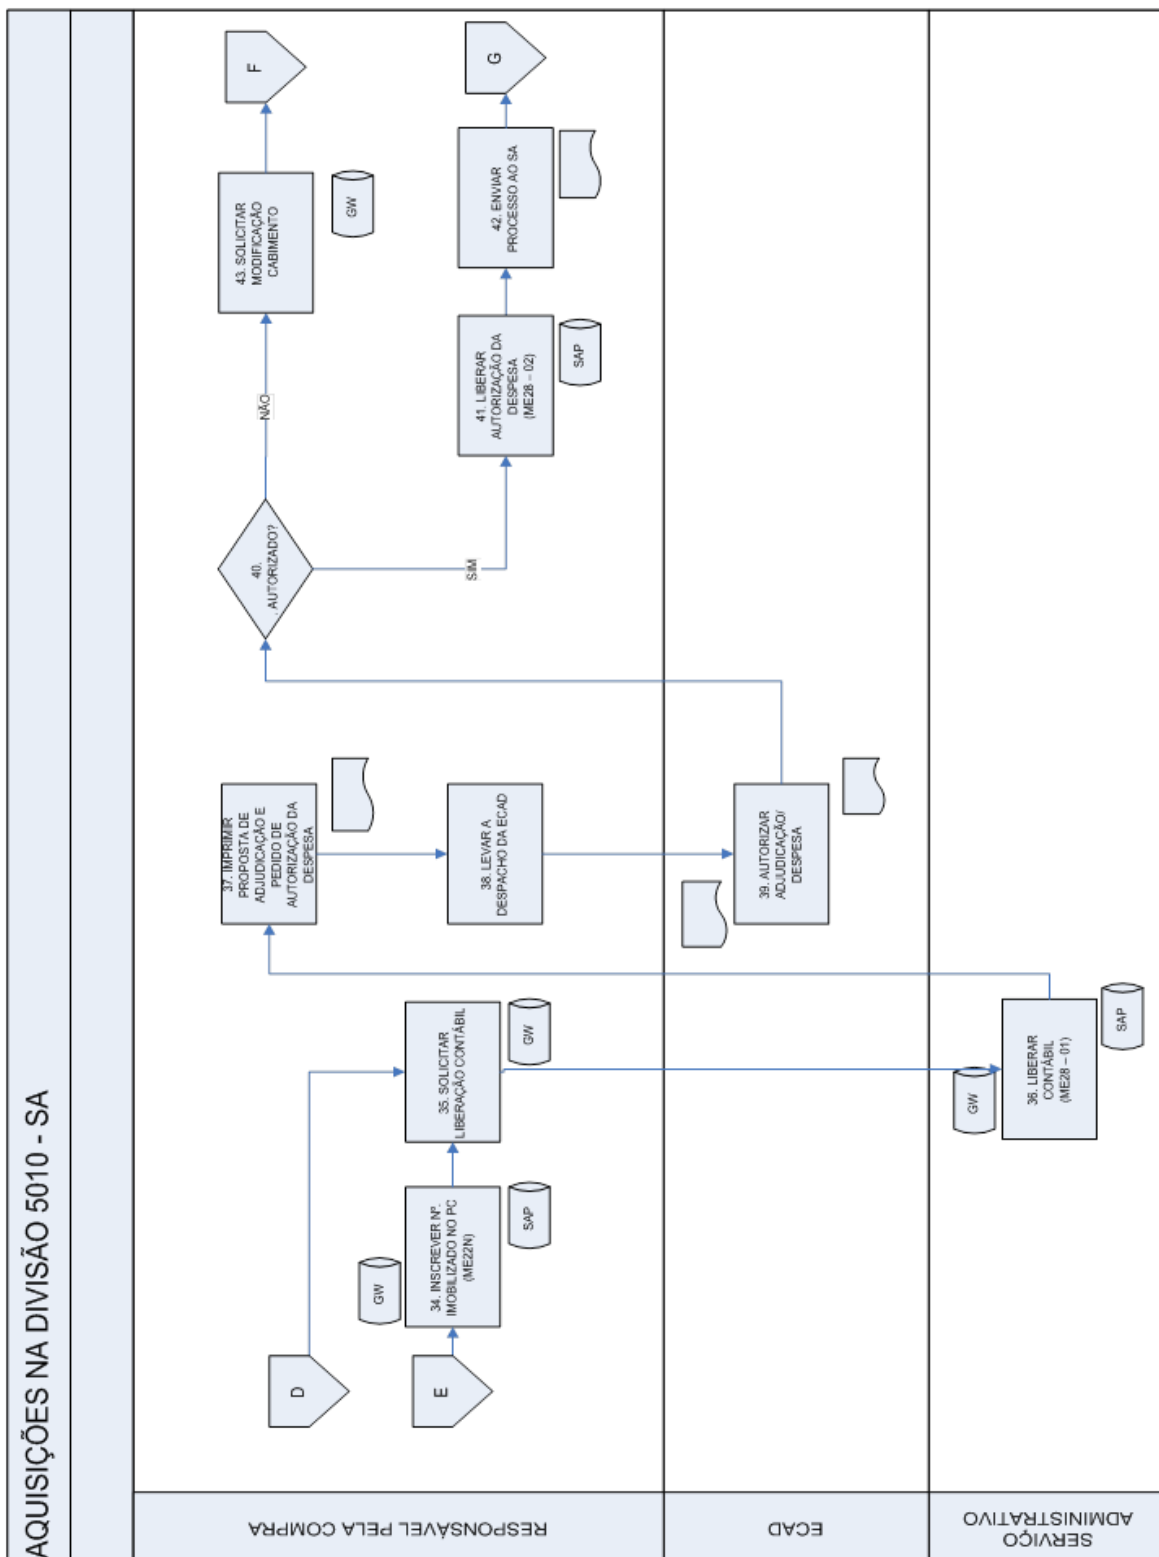 AQUISIÇÕES NA DIVISÃO 5010 - SA
RESPONSÁVEL PELA COMPRA
D
E
GW
34. INSCREVER Nº.
IMOBILIZADO NO PC
(ME22N)
SAP
35. SOLICITAR
LIBERAÇÃO CONTÁBIL
GW
37. IMPRIMIR
PROPOSTA DE
ADJUDICAÇÃO E
PEDIDO DE
AUTORIZAÇÃO DA
DESPESA
38. LEVAR A
DESPACHO DA ECAD
40.
. AUTORIZADO?
NÃO
SIM
43. SOLICITAR
MODIFICAÇÃO
CABIMENTO
GW
F
41. LIBERAR
AUTORIZAÇÃO DA
DESPESA
(ME28 – 02)
SAP
42. ENVIAR
PROCESSO AO SA
G
ECAD
39. AUTORIZAR
ADJUDICAÇÃO/
DESPESA
SERVIÇO
ADMINISTRATIVO
GW
36. LIBERAR
CONTÁBIL
(ME28 – 01)
SAP